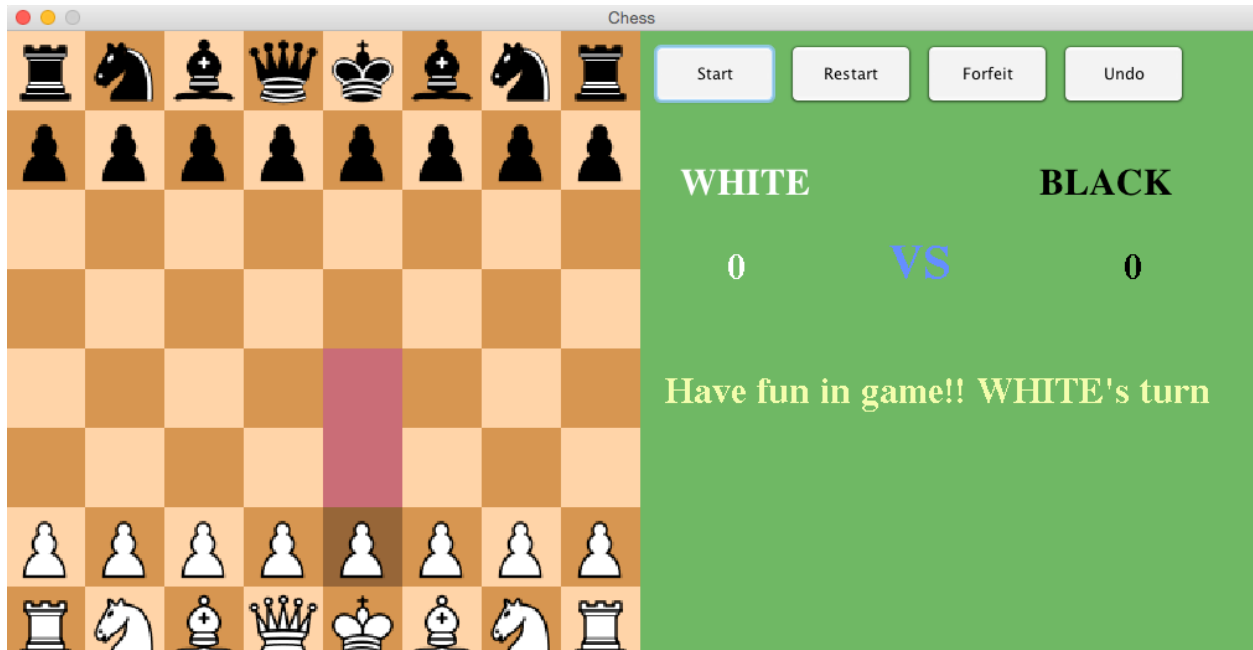 Chess
Start Restart Forfeit Undo
WHITE BLACK
0 VS 0
Have fun in game!! WHITE's turn